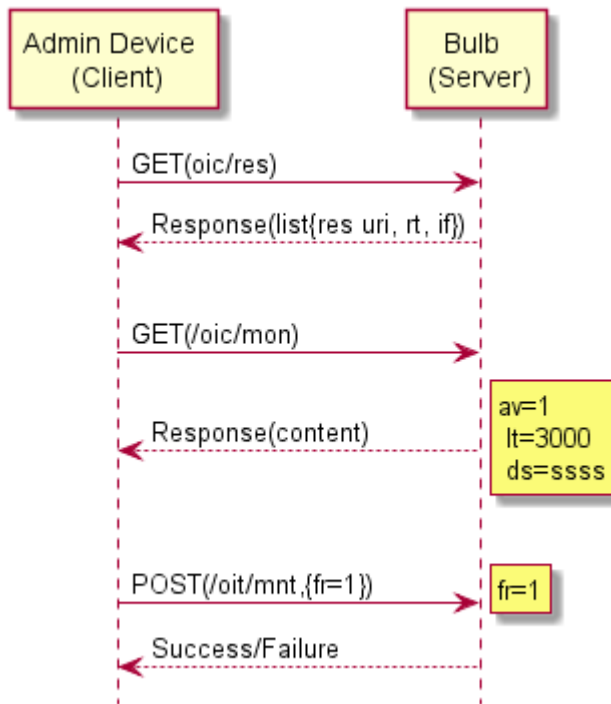 Admin Device
(Client)
Bulb
(Server)
GET(oic/res)
Response(list{res uri, rt, if})
GET(/oic/mon)
av=1
lt=3000
ds=ssss
Response(content)
POST(/oit/mnt,{fr=1})
fr=1
Success/Failure